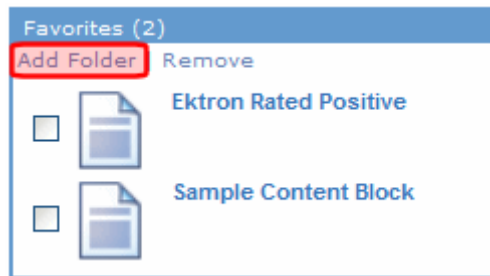 Favorites (2)
Add Folder Remove
Ektron Rated Positive
Sample Content Block